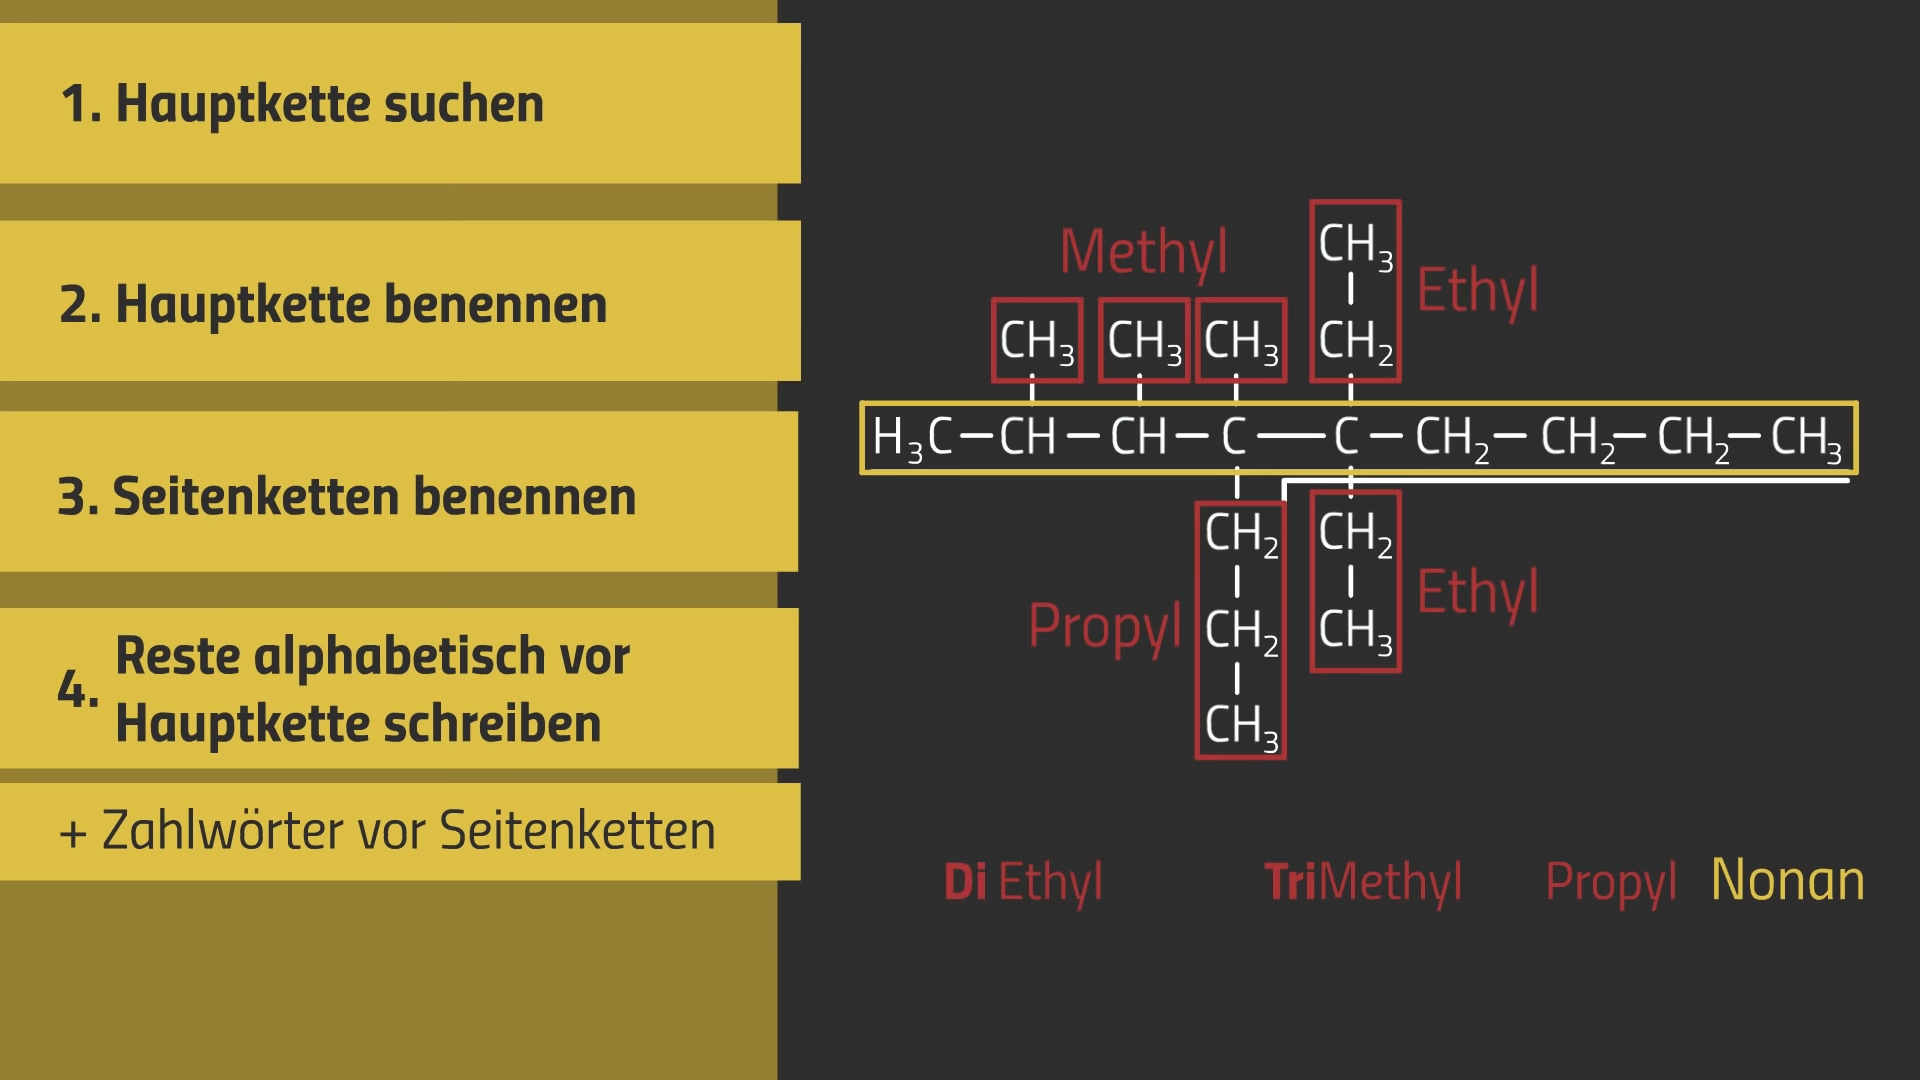 1. Hauptkette suchen
2. Hauptkette benennen
3. Seitenketten benennen
4. Reste alphabetisch vor
Hauptkette schreiben
+ Zahlwörter vor Seitenketten
CH₃
Methyl
Ethyl
CH₃ CH₃ CH₃ CH₂
H₃C—CH—CH—C—C—CH₂—CH₂—CH₂—CH₃
CH₂ CH₂
Ethyl
Propyl
CH₂ CH₃
CH₃
Di Ethyl TriMethyl Propyl Nonan